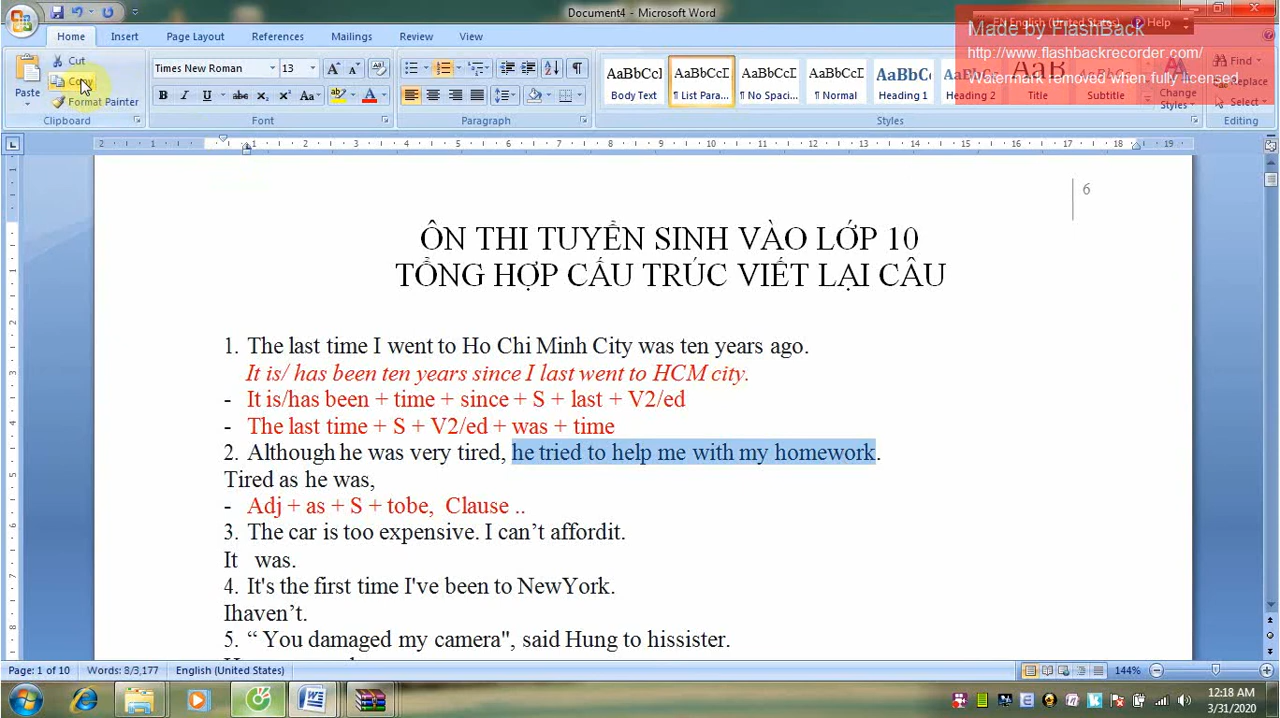 Document4 - Microsoft Word
Made by FlashBack
http://www.flashbackrecorder.com/
Watermark removed when fully licensed
EN English (United States) Help
Home Insert Page Layout References Mailings Review View
Cut
Copy
Format Painter
Paste
Clipboard
Times New Roman 13
Font
Paragraph
AaBbCcI AaBbCcD AaBbCcD AaBbCcD AaBbC
Body Text ¶ List Para... ¶ No Spaci... ¶ Normal Heading 1 Heading 2 Title Subtitle
Change Styles
Styles
Find
Replace
Select
Editing
6
ÔN THI TUYỂN SINH VÀO LỚP 10
TỔNG HỢP CẤU TRÚC VIẾT LẠI CÂU
1. The last time I went to Ho Chi Minh City was ten years ago.
It is/ has been ten years since I last went to HCM city.
- It is/has been + time + since + S + last + V2/ed
- The last time + S + V2/ed + was + time
2. Although he was very tired, he tried to help me with my homework.
Tired as he was,
- Adj + as + S + tobe, Clause ..
3. The car is too expensive. I can't affordit.
It was.
4. It's the first time I've been to NewYork.
Ihaven't.
5. “ You damaged my camera", said Hung to hissister.
Page: 1 of 10 Words: 8/3,177 English (United States) 144%
12:18 AM
3/31/2020